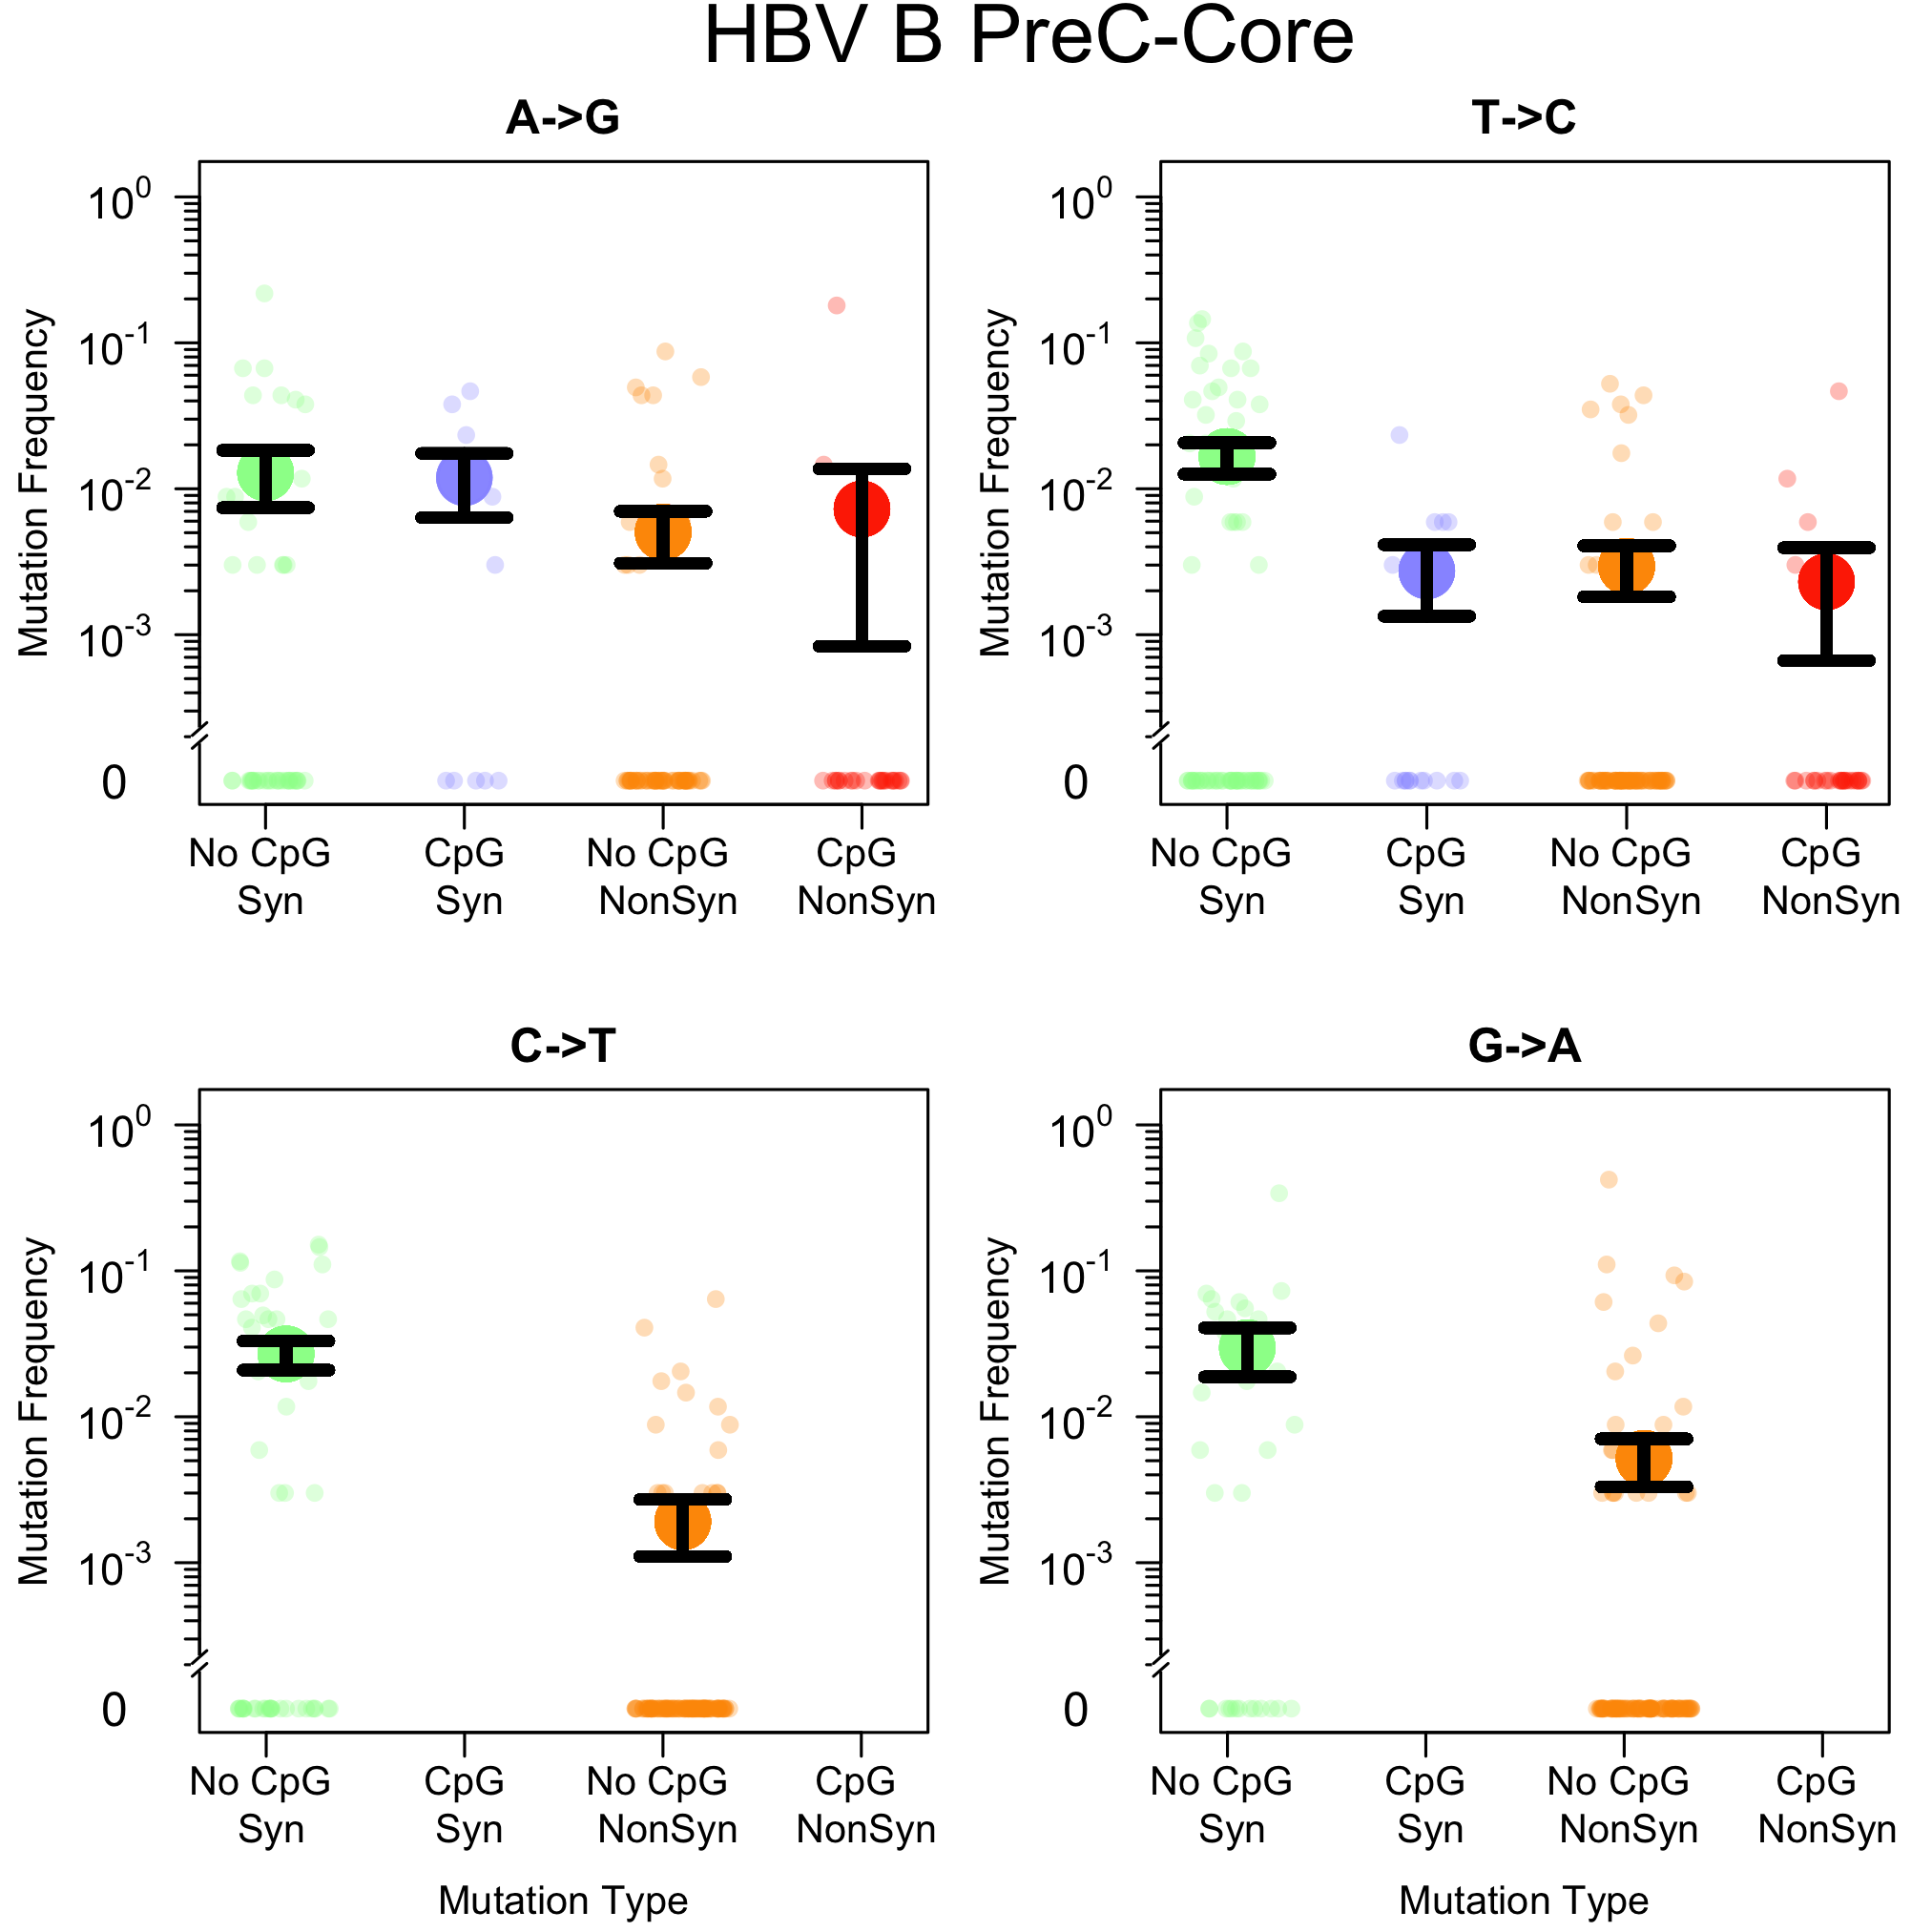 HBV B PreC-Core
A->G
Mutation Frequency
10^0
10^-1
10^-2
10^-3
0
No CpG CpG No CpG CpG
Syn Syn NonSyn NonSyn
T->C
Mutation Frequency
10^0
10^-1
10^-2
10^-3
0
No CpG CpG No CpG CpG
Syn Syn NonSyn NonSyn
C->T
Mutation Frequency
10^0
10^-1
10^-2
10^-3
0
No CpG CpG No CpG CpG
Syn Syn NonSyn NonSyn
Mutation Type
G->A
Mutation Frequency
10^0
10^-1
10^-2
10^-3
0
No CpG CpG No CpG CpG
Syn Syn NonSyn NonSyn
Mutation Type